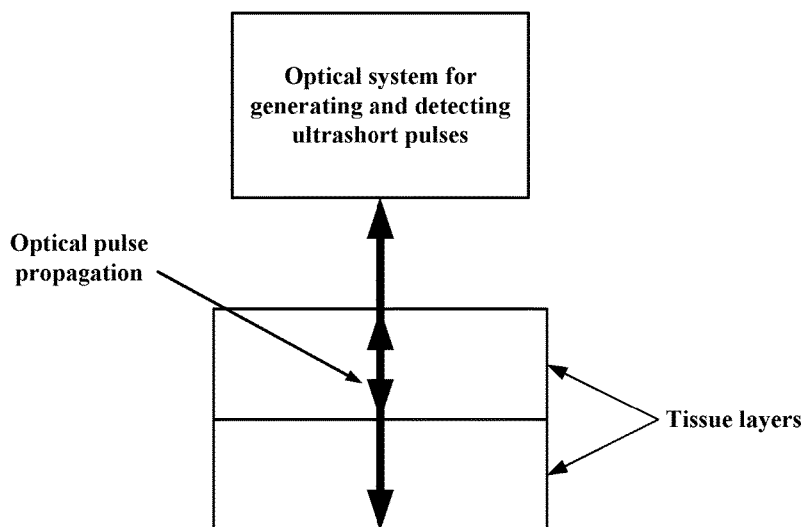 Optical system for
generating and detecting
ultrashort pulses
Optical pulse
propagation
Tissue layers